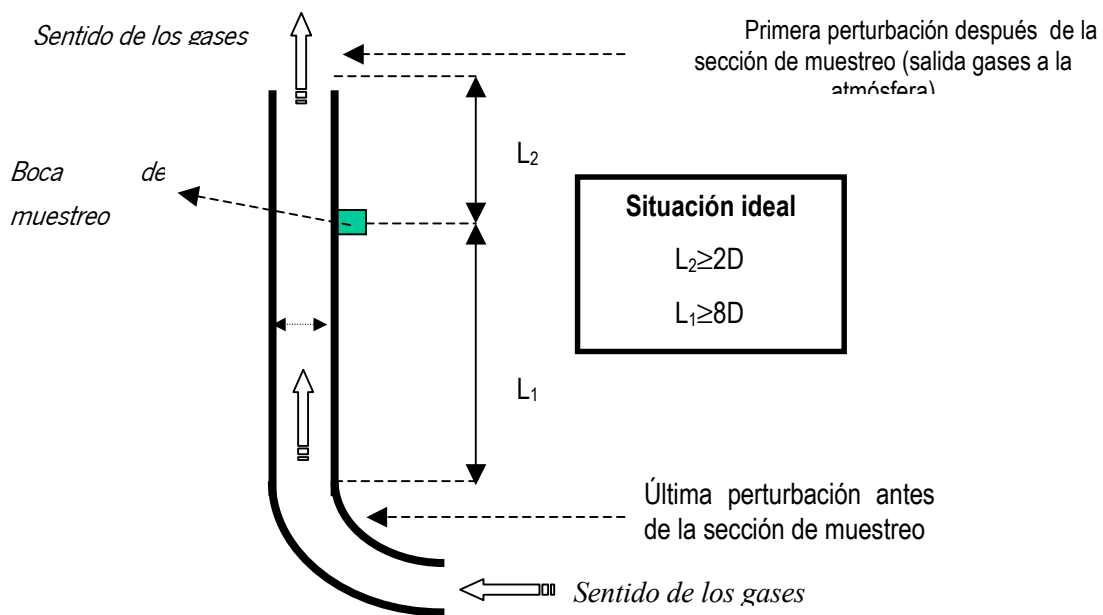 Sentido de los gases
Primera perturbación después de la
sección de muestreo (salida gases a la
atmósfera)
L₂
Boca de
muestreo
Situación ideal
L₂≥2D
L₁≥8D
L₁
Última perturbación antes
de la sección de muestreo
Sentido de los gases